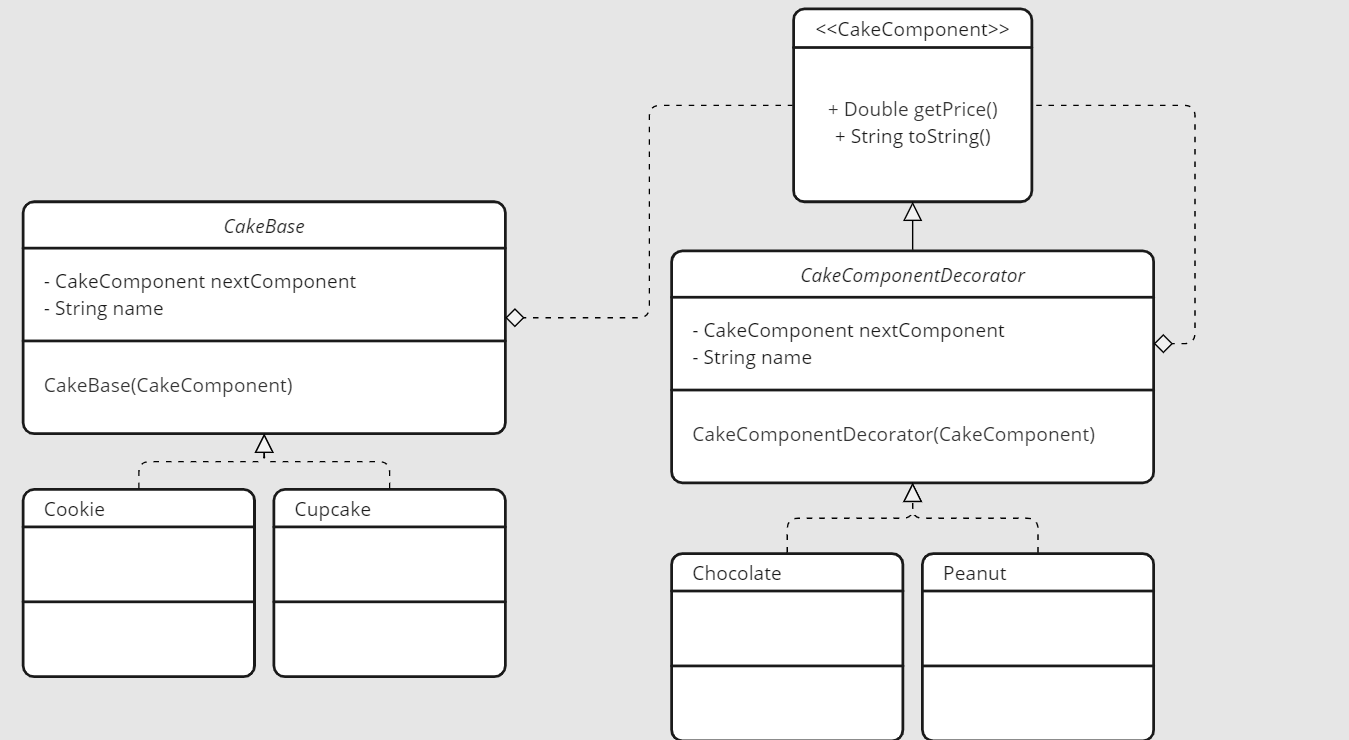 <<CakeComponent>>
+ Double getPrice()
+ String toString()
CakeBase
- CakeComponent nextComponent
- String name
CakeBase(CakeComponent)
CakeComponentDecorator
- CakeComponent nextComponent
- String name
CakeComponentDecorator(CakeComponent)
Cookie
Cupcake
Chocolate
Peanut